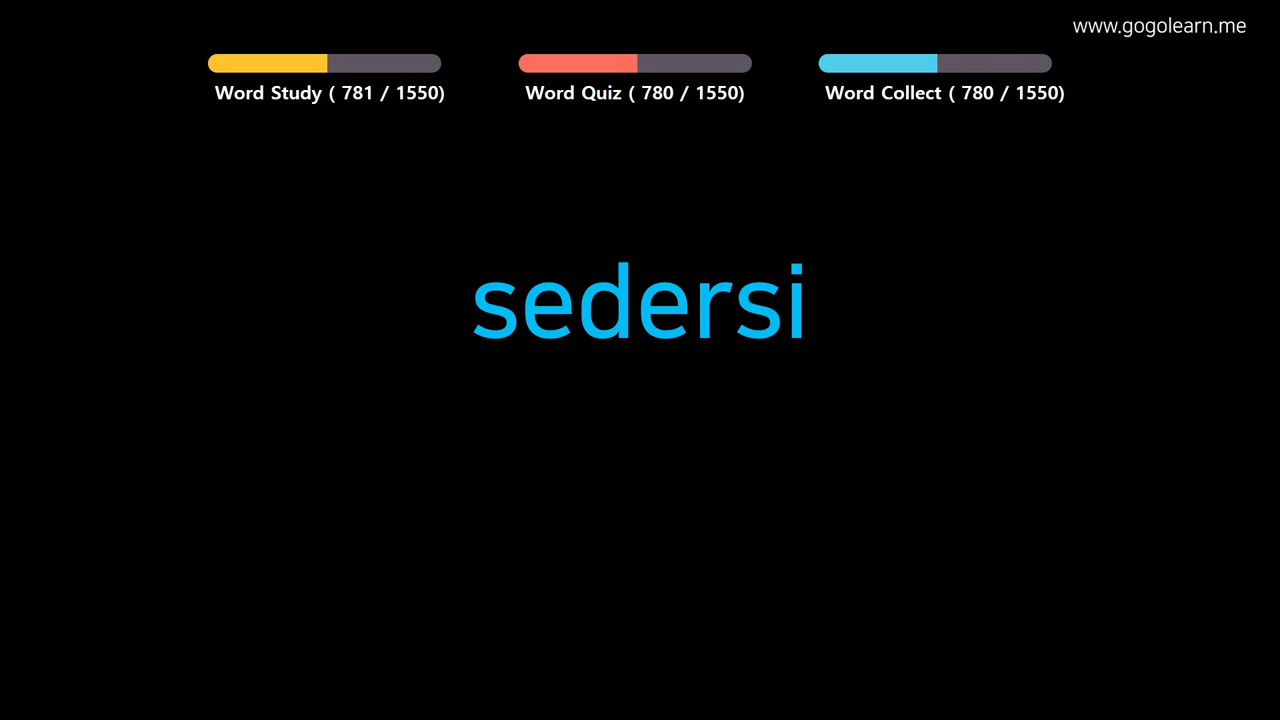 www.gogolearn.me
Word Study ( 781 / 1550)
Word Quiz ( 780 / 1550)
Word Collect ( 780 / 1550)
sedersi